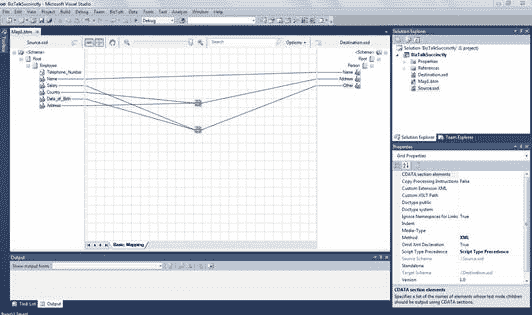 BizTalkSuccinctly - Microsoft Visual Studio
File Edit View Project Build Debug Team BizTalk Data Tools Test Analyze Window Help
Debug
Map1.btm
Source.xsd
Search
Options
Destination.xsd
<Schema>
Root
Employee
Telephone_Number
Name
Salary
Country
Date_of_Birth
Address
<Schema>
Root
Person
Name
Address
Other
Basic Mapping
Toolbox
Output
Show output from:
Test List
Output
Solution Explorer
Solution 'BizTalkSuccinctly' (1 project)
BizTalkSuccinctly
Properties
References
Destination.xsd
Map1.btm
Source.xsd
Solution Explorer
Team Explorer
Properties
Grid Properties
CDATA section elements
Copy Processing Instructions False
Custom Extension XML
Custom XSLT Path
Doctype public
Doctype system
Ignore Namespaces for Links True
Indent
Media-Type
Method XML
Omit Xml Declaration True
Script Type Precedence Script Type Precedence
Source Schema .\Source.xsd
Standalone
Target Schema .\Destination.xsd
Version 1.0
CDATA section elements
Specifies a list of the names of elements whose text node children should be output using CDATA sections.